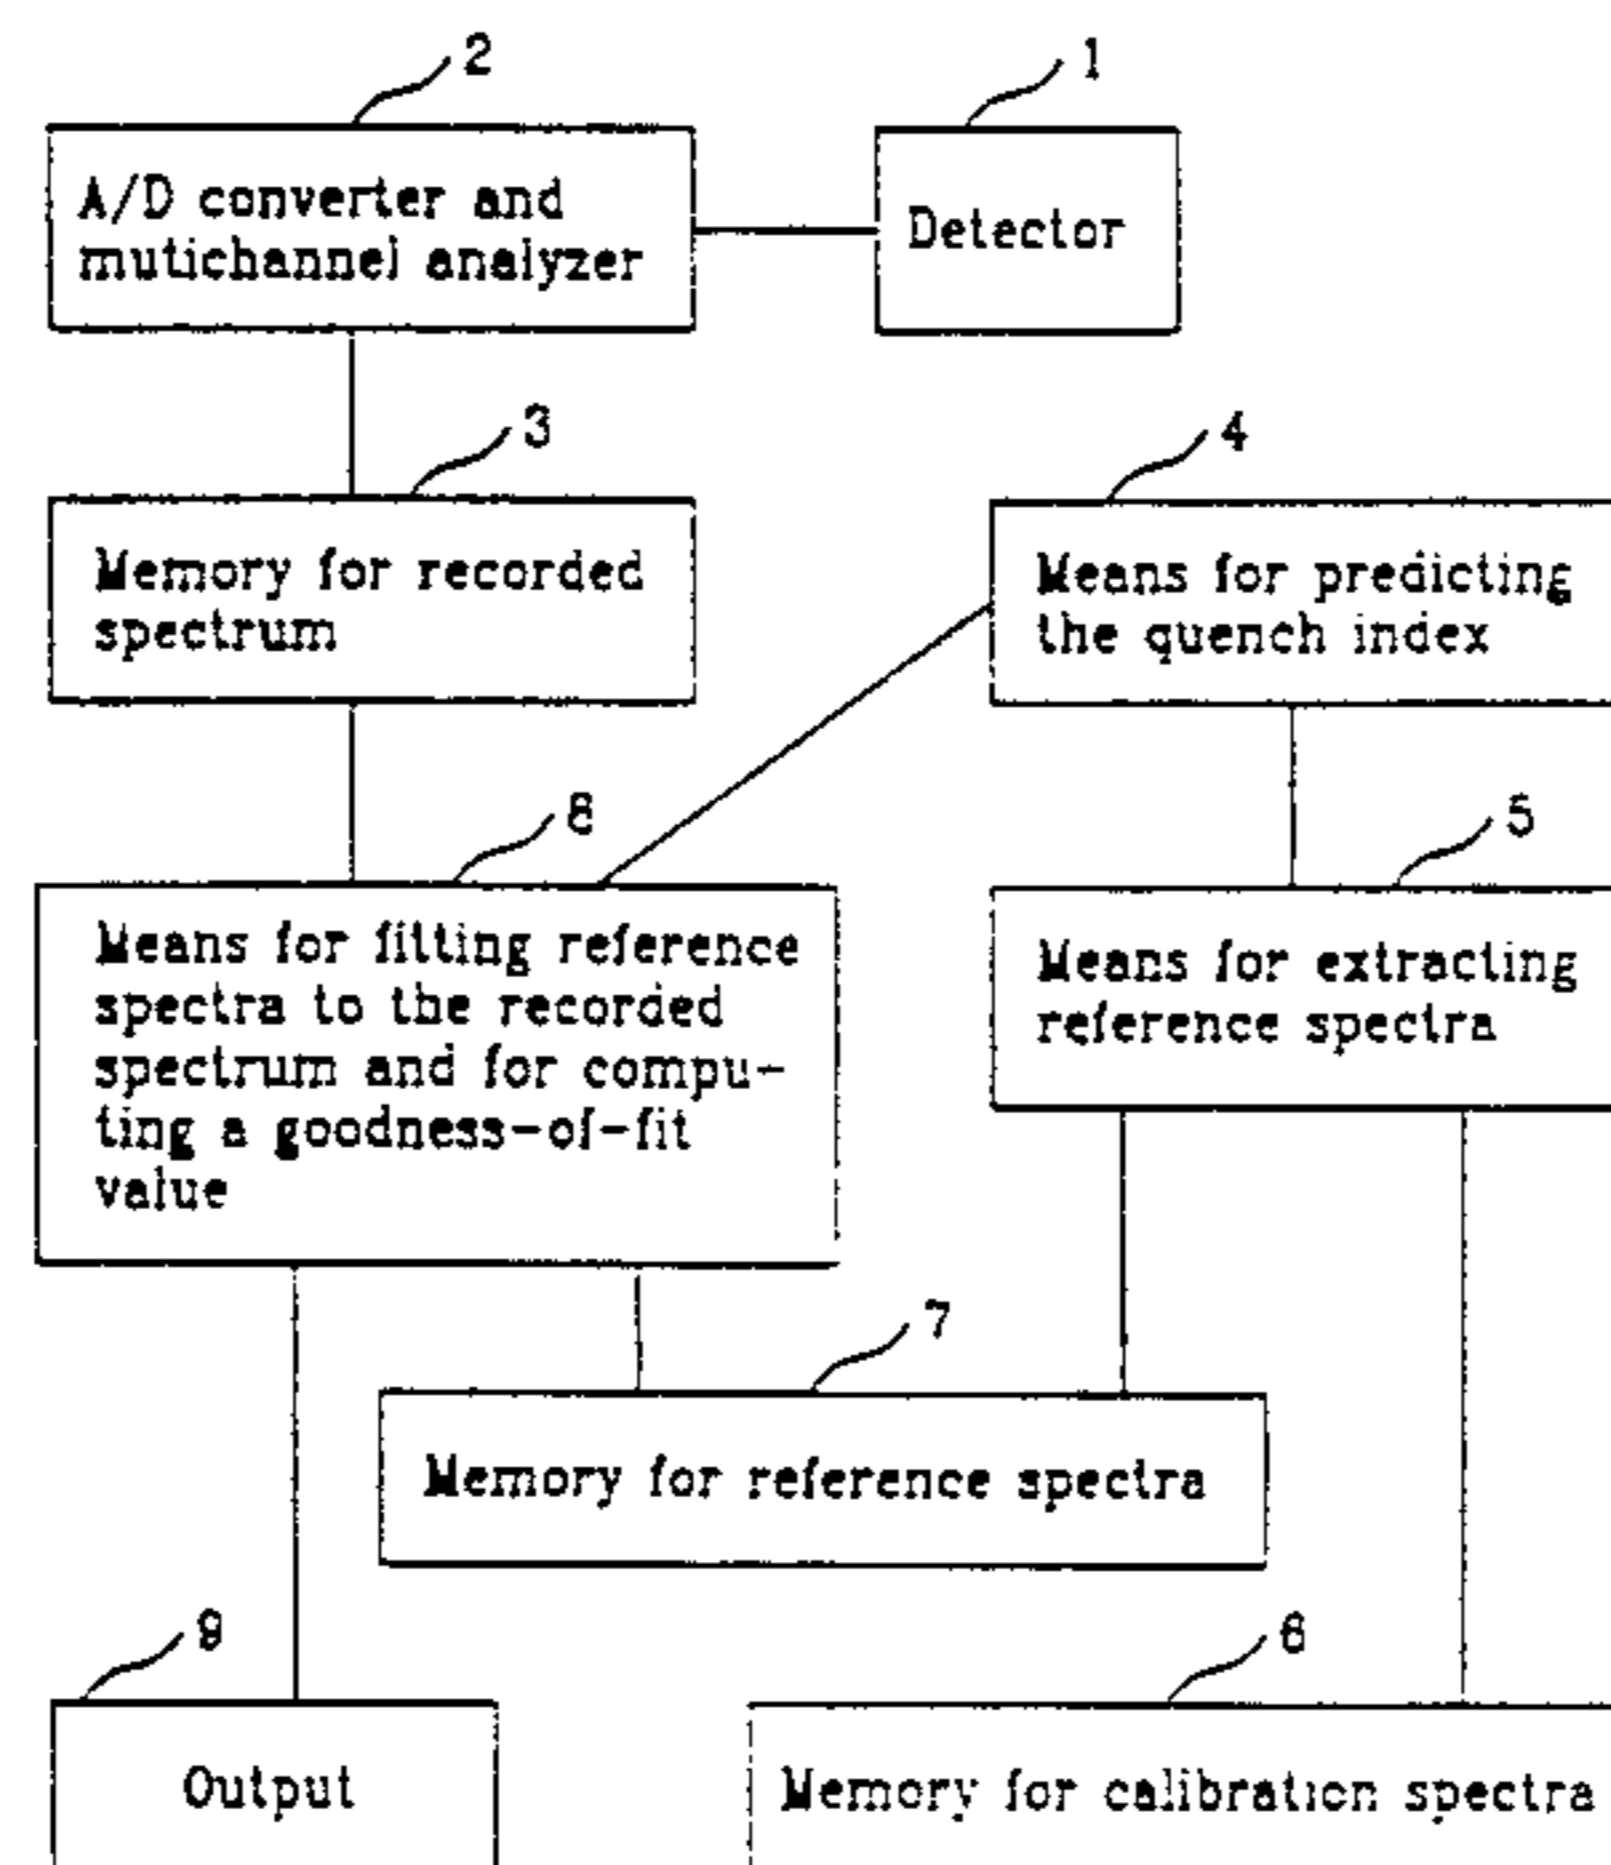 2
1
A/D converter and
mutichannel analyzer
Detector
3
4
Memory for recorded
spectrum
Means for predicting
the quench index
8
5
Means for fitting reference
spectra to the recorded
spectrum and for compu-
ting a goodness-of-fit
value
Means for extracting
reference spectra
7
Memory for reference spectra
9
6
Output
Memory for calibration spectra